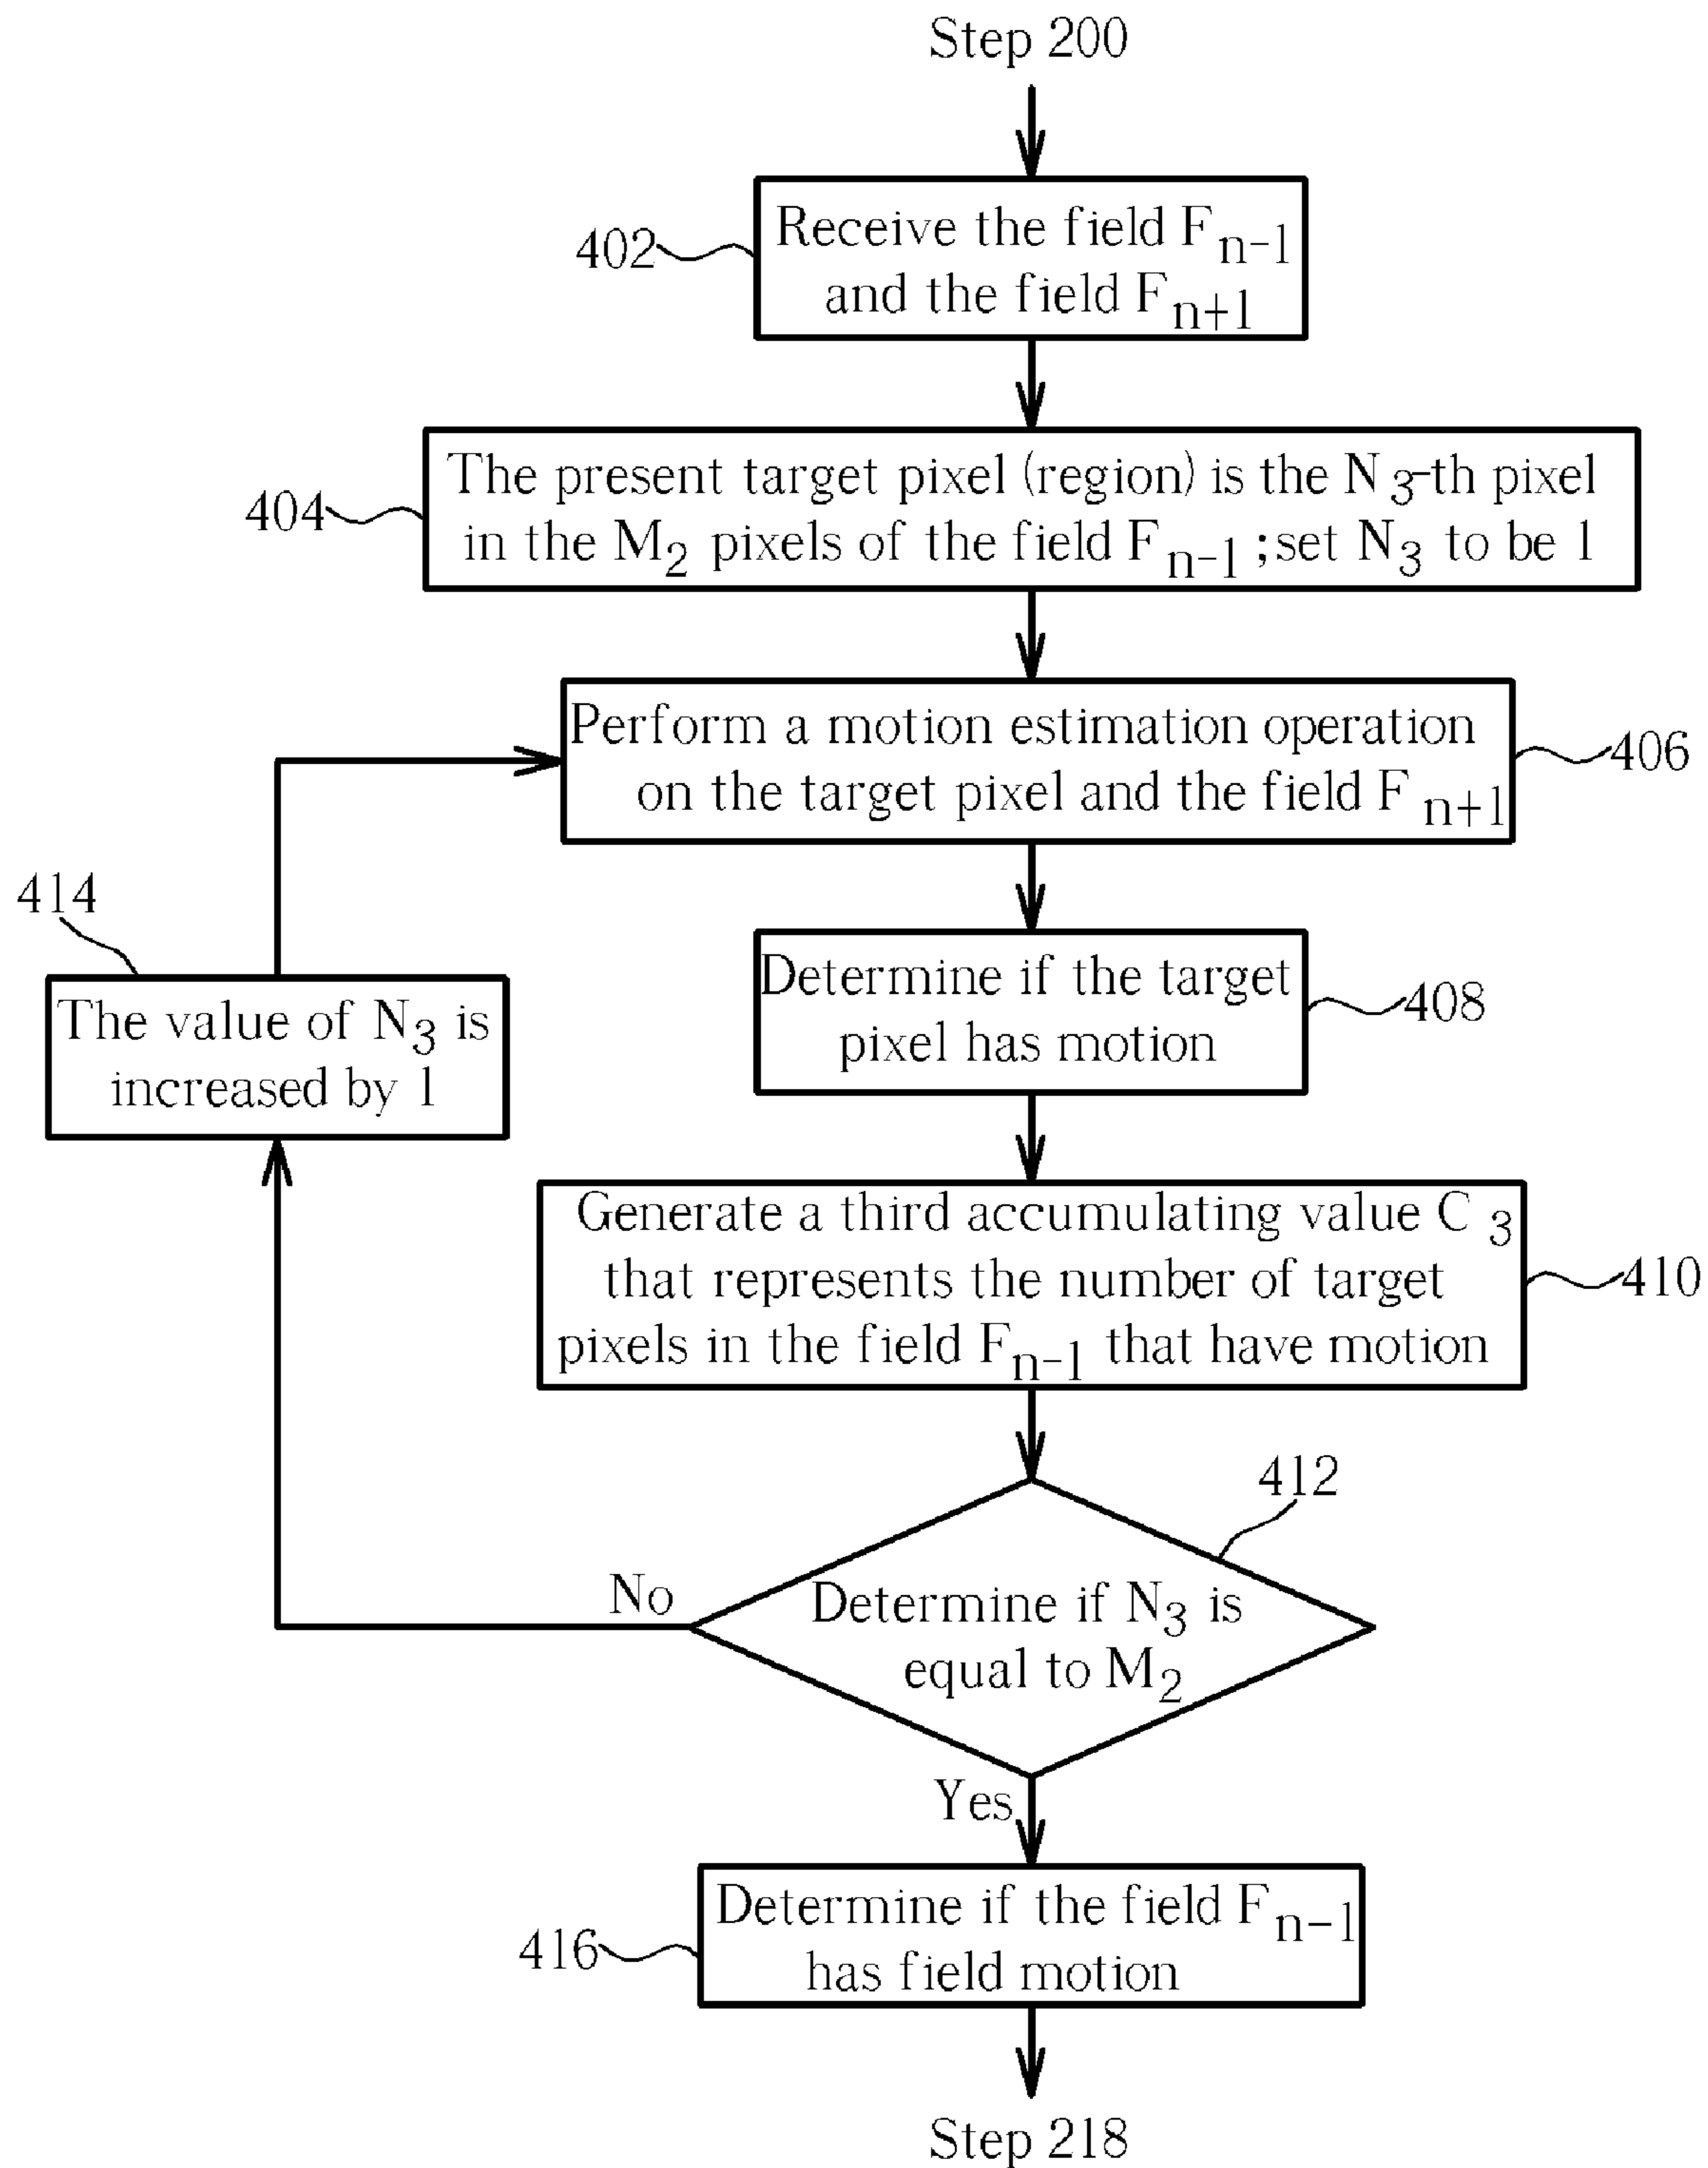 Step 200
402
Receive the field Fn-1
and the field Fn+1
404
The present target pixel (region) is the N3-th pixel
in the M2 pixels of the field Fn-1 ; set N3 to be 1
Perform a motion estimation operation
on the target pixel and the field Fn+1
406
414
The value of N3 is
increased by 1
Determine if the target
pixel has motion
408
Generate a third accumulating value C3
that represents the number of target
pixels in the field Fn-1 that have motion
410
412
No
Determine if N3 is
equal to M2
Yes
416
Determine if the field Fn-1
has field motion
Step 218